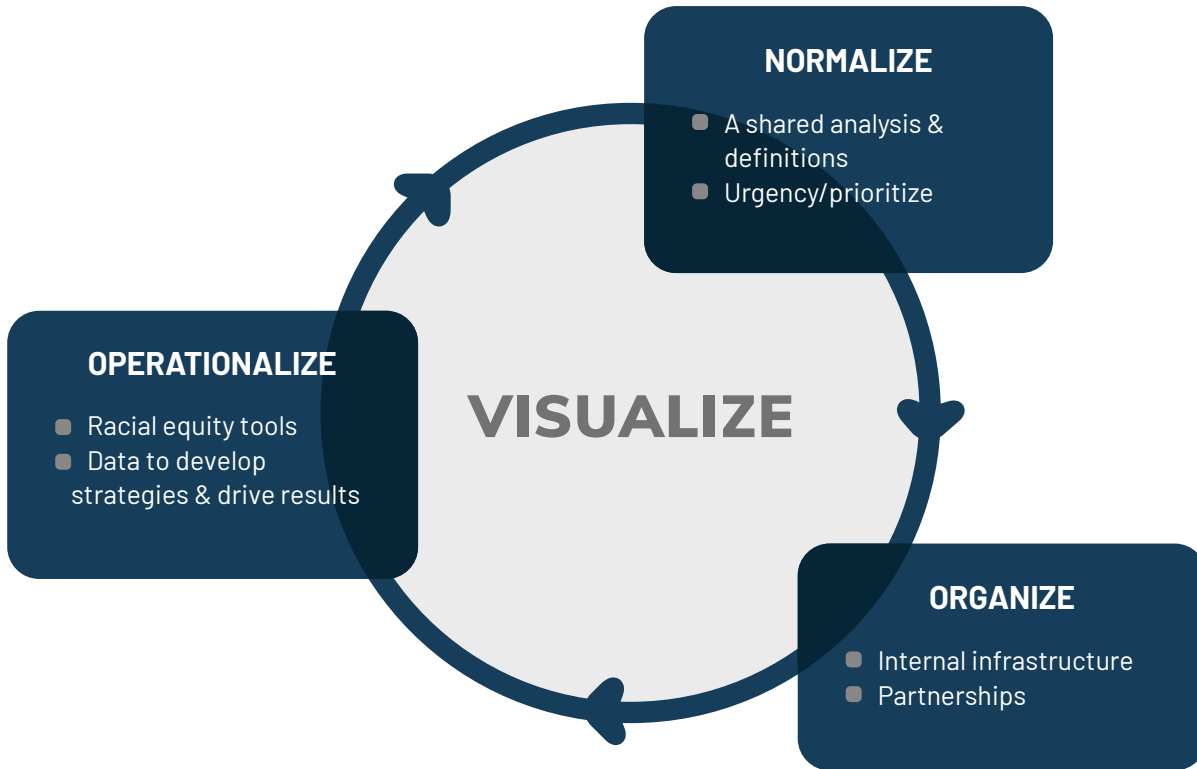 NORMALIZE
A shared analysis &
definitions
Urgency/prioritize
OPERATIONALIZE
Racial equity tools
Data to develop
strategies & drive results
VISUALIZE
ORGANIZE
Internal infrastructure
Partnerships